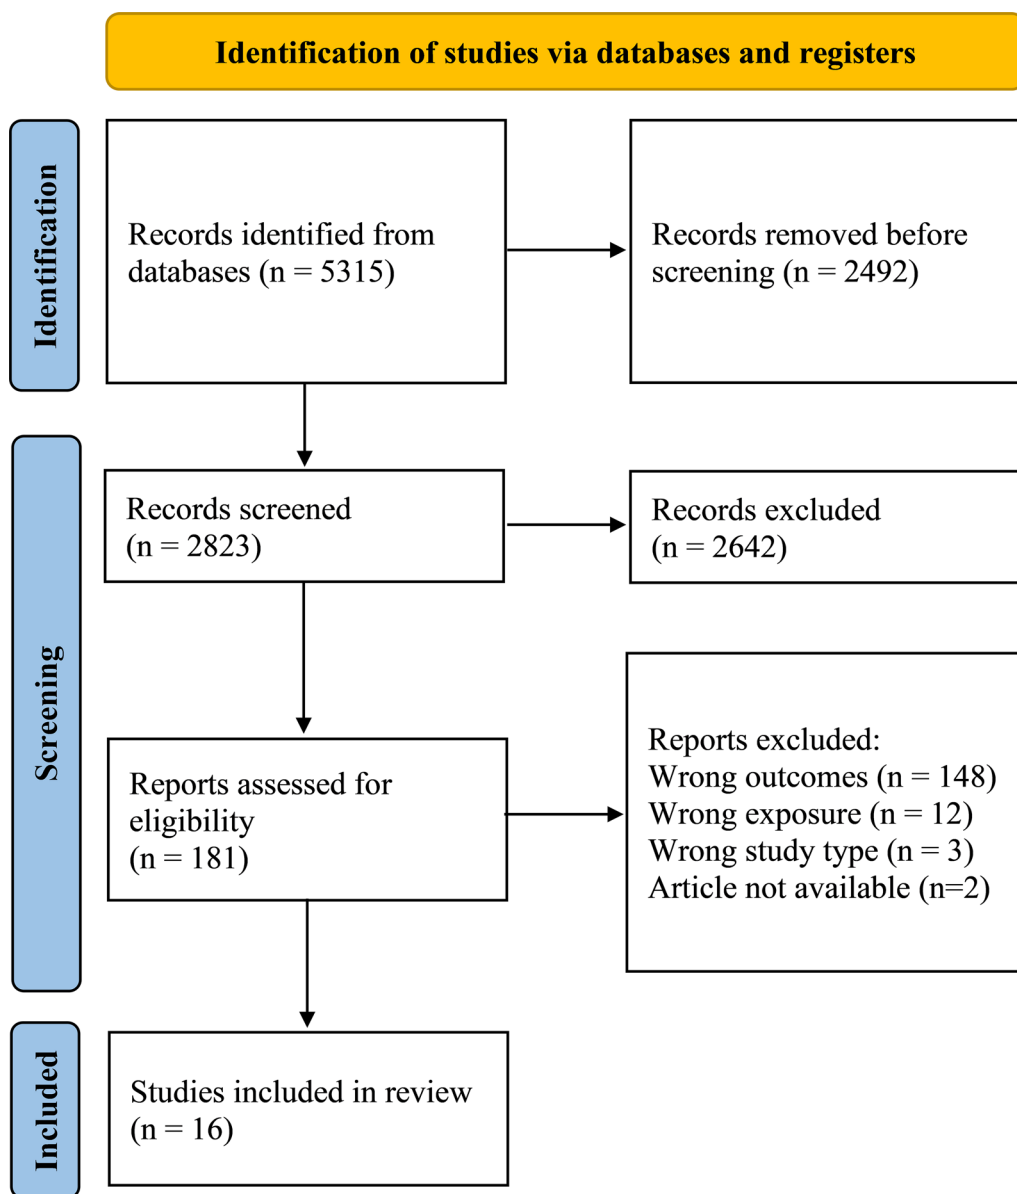 Identification of studies via databases and registers
Identification
Records identified from
databases (n = 5315)
Records removed before
screening (n = 2492)
Screening
Records screened
(n = 2823)
Records excluded
(n = 2642)
Reports assessed for
eligibility
(n = 181)
Reports excluded:
Wrong outcomes (n = 148)
Wrong exposure (n = 12)
Wrong study type (n = 3)
Article not available (n=2)
Included
Studies included in review
(n = 16)